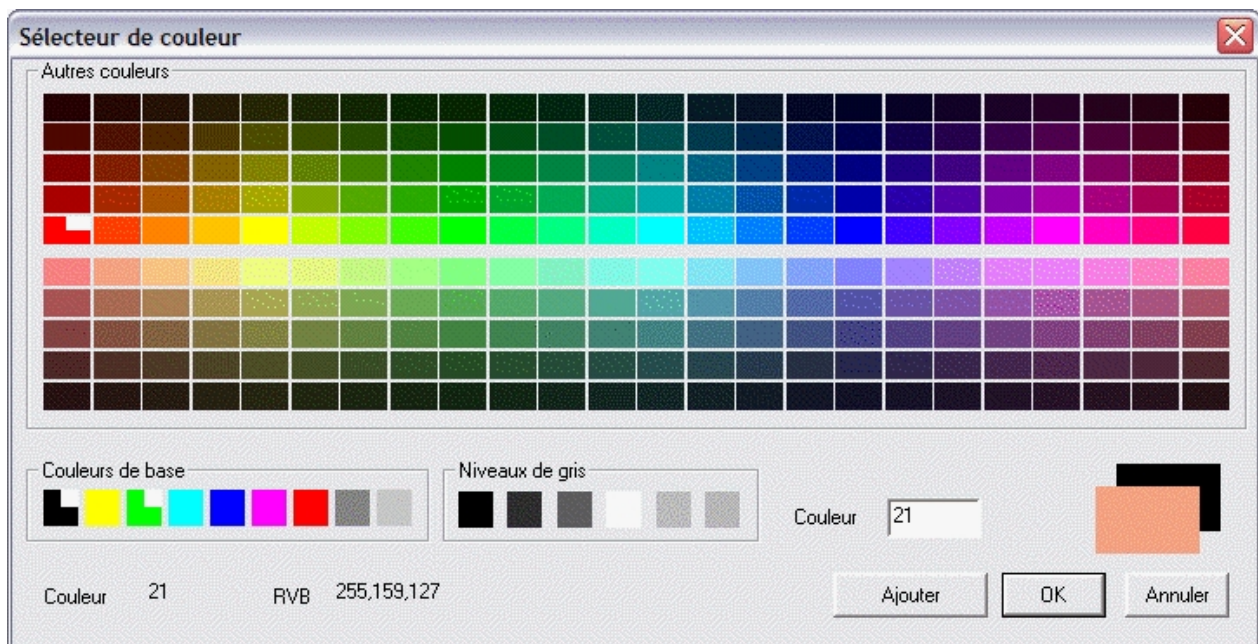 Sélecteur de couleur
Autres couleurs
Couleurs de base
Niveaux de gris
Couleur 21
Couleur 21 RVB 255,159,127
Ajouter OK Annuler